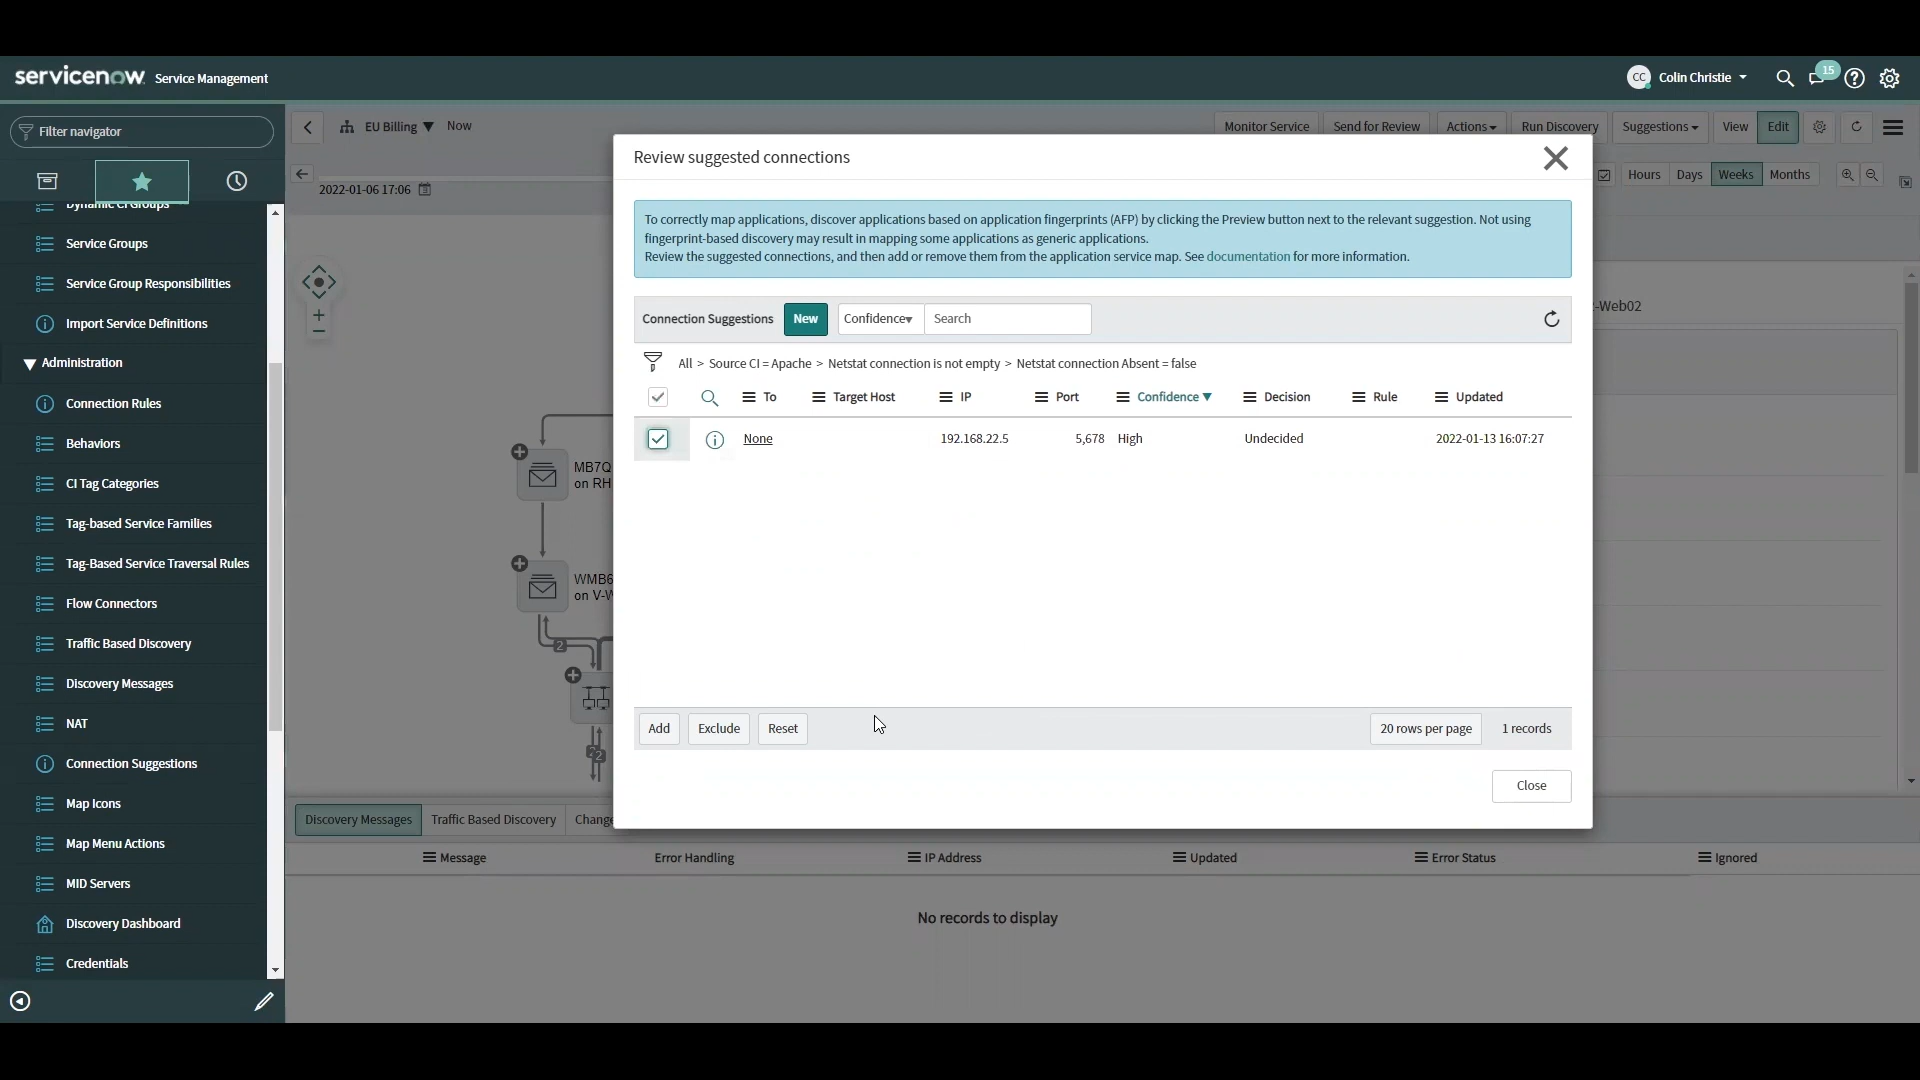 servicenow Service Management
CC Colin Christie
15
Filter navigator
Dynamic CI Groups
Service Groups
Service Group Responsibilities
Import Service Definitions
Administration
Connection Rules
Behaviors
CI Tag Categories
Tag-based Service Families
Tag-Based Service Traversal Rules
Flow Connectors
Traffic Based Discovery
Discovery Messages
NAT
Connection Suggestions
Map Icons
Map Menu Actions
MID Servers
Discovery Dashboard
Credentials
EU Billing Now
Monitor Service Send for Review Actions Run Discovery Suggestions View Edit
2022-01-06 17:06
Hours Days Weeks Months
-Web02
MB7Q
on RH
WMB6
on V-W
2
2
2
Review suggested connections
To correctly map applications, discover applications based on application fingerprints (AFP) by clicking the Preview button next to the relevant suggestion. Not using
fingerprint-based discovery may result in mapping some applications as generic applications.
Review the suggested connections, and then add or remove them from the application service map. See documentation for more information.
Connection Suggestions New Confidence Search
All > Source CI = Apache > Netstat connection is not empty > Netstat connection Absent = false
To Target Host IP Port Confidence Decision Rule Updated
None 192.168.22.5 5,678 High Undecided 2022-01-13 16:07:27
Add Exclude Reset 20 rows per page 1 records
Close
Discovery Messages Traffic Based Discovery Change
Message Error Handling IP Address Updated Error Status Ignored
No records to display